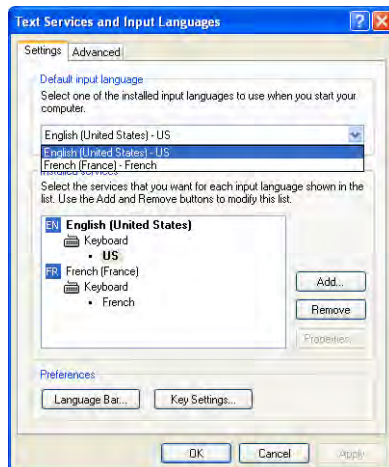 Text Services and Input Languages
Settings
Advanced
Default input language
Select one of the installed input languages to use when you start your
computer.
English (United States) - US
English (United States) - US
French (France) - French
Installed services
Select the services that you want for each input language shown in the
list. Use the Add and Remove buttons to modify this list.
EN English (United States)
Keyboard
• US
FR French (France)
Keyboard
• French
Add...
Remove
Properties...
Preferences
Language Bar...
Key Settings...
OK
Cancel
Apply